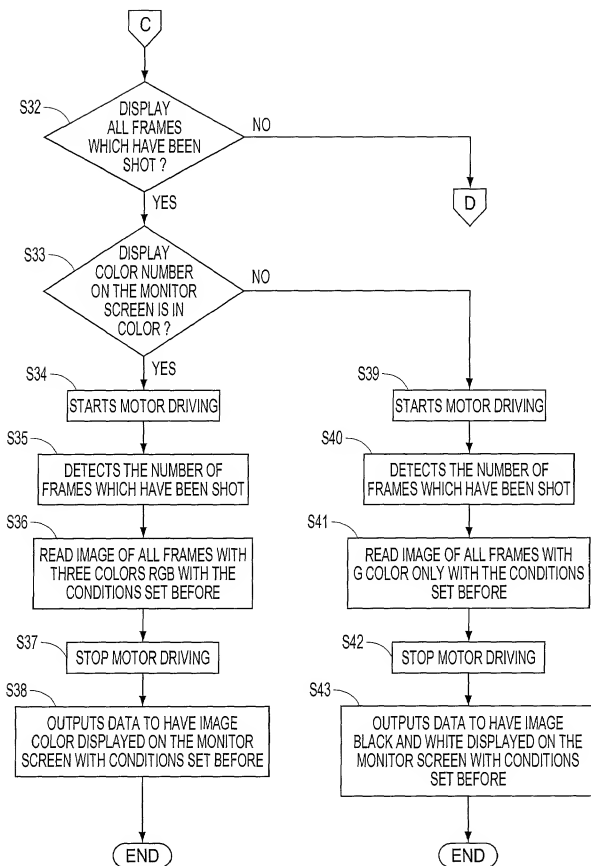 C
S32
DISPLAY
ALL FRAMES
WHICH HAVE BEEN
SHOT ?
NO
D
YES
S33
DISPLAY
COLOR NUMBER
ON THE MONITOR
SCREEN IS IN
COLOR ?
NO
YES
S34
STARTS MOTOR DRIVING
S35
DETECTS THE NUMBER OF
FRAMES WHICH HAVE BEEN SHOT
S36
READ IMAGE OF ALL FRAMES WITH
THREE COLORS RGB WITH THE
CONDITIONS SET BEFORE
S37
STOP MOTOR DRIVING
S38
OUTPUTS DATA TO HAVE IMAGE
COLOR DISPLAYED ON THE MONITOR
SCREEN WITH CONDITIONS SET BEFORE
END
S39
STARTS MOTOR DRIVING
S40
DETECTS THE NUMBER OF
FRAMES WHICH HAVE BEEN SHOT
S41
READ IMAGE OF ALL FRAMES WITH
G COLOR ONLY WITH THE CONDITIONS
SET BEFORE
S42
STOP MOTOR DRIVING
S43
OUTPUTS DATA TO HAVE IMAGE
BLACK AND WHITE DISPLAYED ON THE
MONITOR SCREEN WITH CONDITIONS
SET BEFORE
END